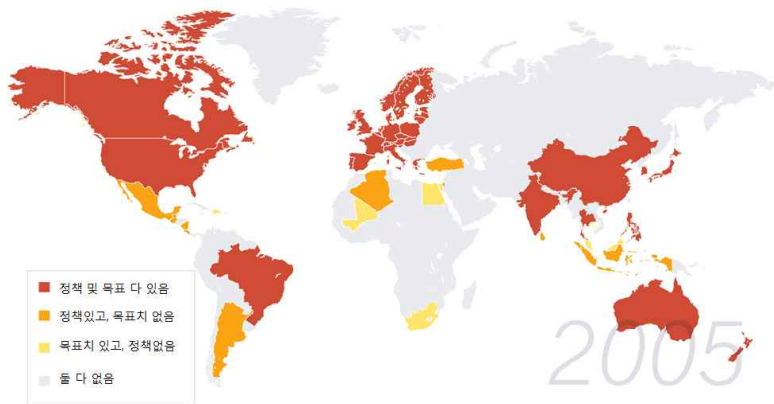 정책 및 목표 다 있음
정책있고, 목표치 없음
목표치 있고, 정책없음
둘 다 없음
2005